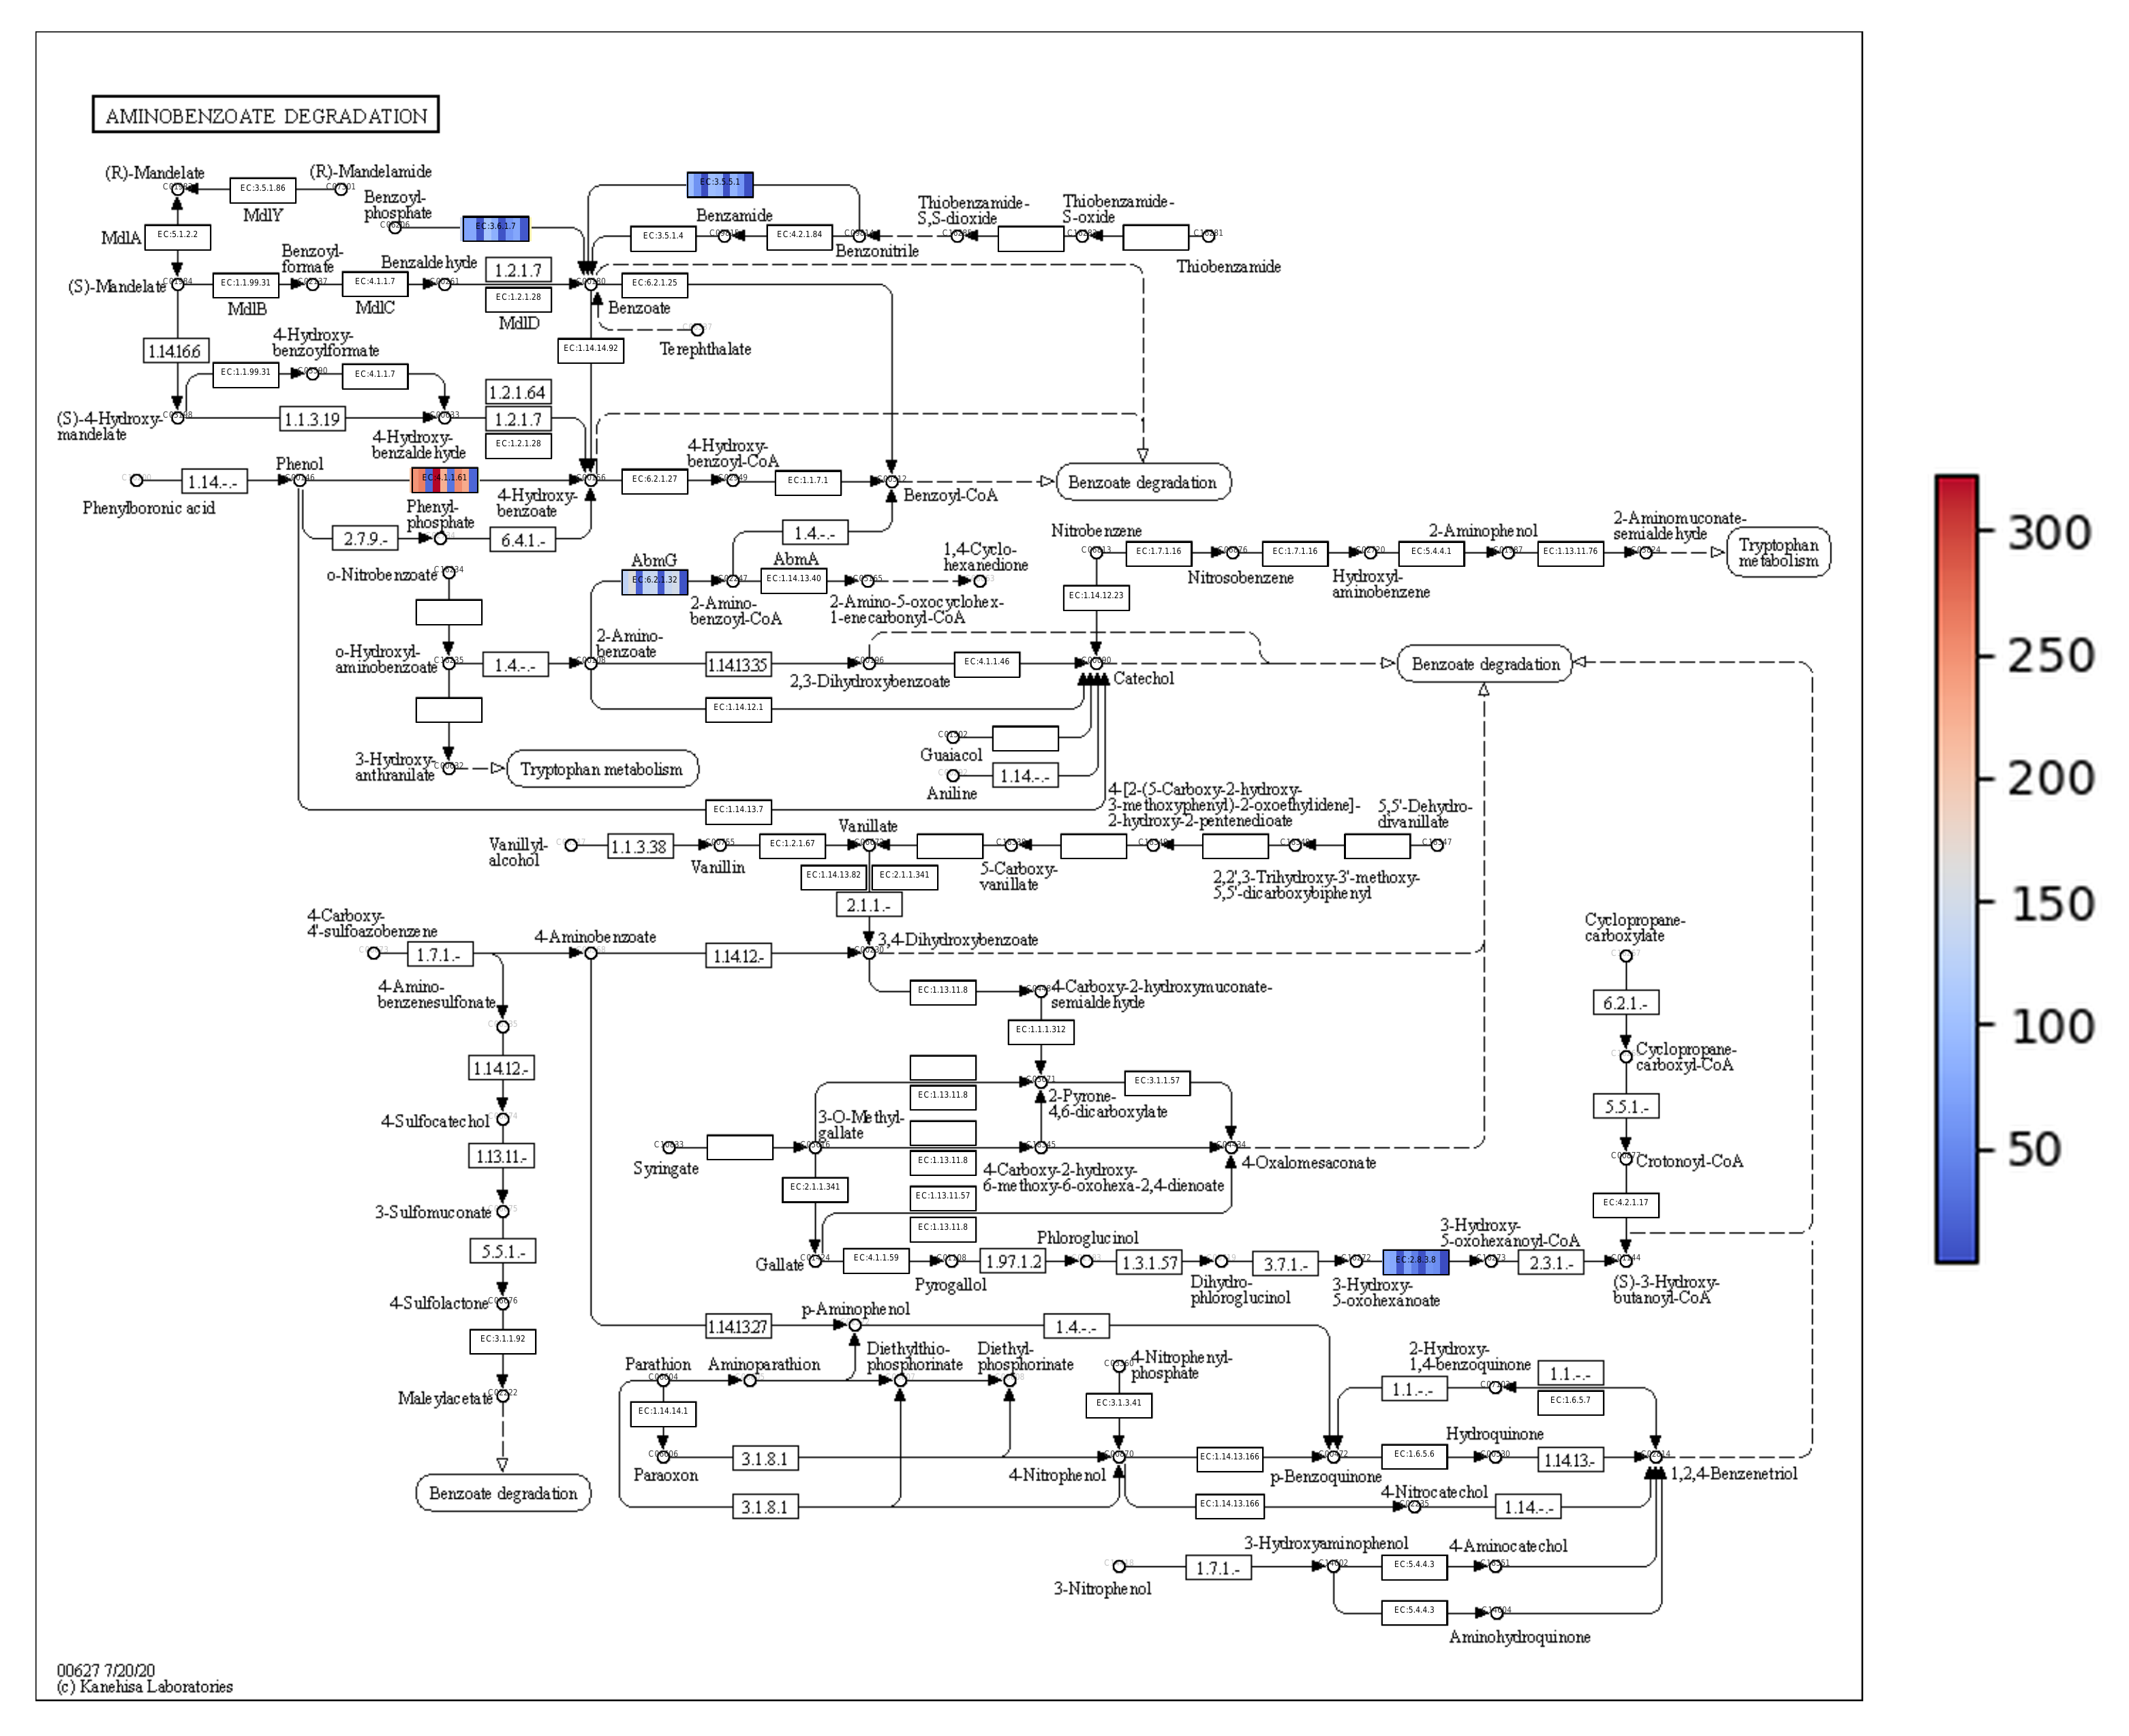 AMINOBENZOATE DEGRADATION
(R)-Mandelate
EC:3.5.1.86
MdlY
(R)-Mandelamide
Benzoyl-
phosphate
EC:3.6.1.7
EC:3.5.5.1
Benzamide
EC:3.5.1.4
EC:4.2.1.84
Benzonitrile
Thiobenzamide-
S,S-dioxide
Thiobenzamide-
S-oxide
Thiobenzamide
MdlA
EC:5.1.2.2
(S)-Mandelate
EC:1.1.99.31
MdlB
Benzoyl-
formate
EC:4.1.1.7
MdlC
Benzaldehyde
1.2.1.7
EC:1.2.1.28
MdlD
EC:6.2.1.25
Benzoate
Terephthalate
EC:1.14.14.92
1.14.16.6
4-Hydroxy-
benzoylformate
EC:1.1.99.31
EC:4.1.1.7
1.2.1.64
(S)-4-Hydroxy-
mandelate
1.1.3.19
1.2.1.7
EC:1.2.1.28
4-Hydroxy-
benzaldehyde
Phenylboronic acid
1.14.-.-
Phenol
EC:4.1.1.61
4-Hydroxy-
benzoate
EC:6.2.1.27
4-Hydroxy-
benzoyl-CoA
EC:1.1.7.1
Benzoyl-CoA
Benzoate degradation
2.7.9.-
Phenyl-
phosphate
6.4.1.-
1.4.-.-
Nitrobenzene
EC:1.7.1.16
Nitrosobenzene
EC:1.7.1.16
Hydroxyl-
aminobenzene
EC:5.4.4.1
2-Aminophenol
EC:1.13.11.76
2-Aminomuconate-
semialdehyde
Tryptophan
metabolism
o-Nitrobenzoate
AbmG
EC:6.2.1.32
2-Amino-
benzoyl-CoA
AbmA
EC:1.14.13.40
2-Amino-5-oxocyclohex-
1-enecarbonyl-CoA
1,4-Cyclo-
hexanedione
EC:1.14.12.23
o-Hydroxyl-
aminobenzoate
1.4.-.-
2-Amino-
benzoate
1.14.13.35
2,3-Dihydroxybenzoate
EC:4.1.1.46
Catechol
Benzoate degradation
EC:1.14.12.1
Guaiacol
Aniline
1.14.-.-
3-Hydroxy-
anthranilate
Tryptophan metabolism
EC:1.14.13.7
4-[2-(5-Carboxy-2-hydroxy-
3-methoxyphenyl)-2-oxoethylidene]-
2-hydroxy-2-pentenedioate
5,5'-Dehydro-
divanillate
Vanillyl-
alcohol
1.1.3.38
Vanillin
EC:1.2.1.67
Vanillate
5-Carboxy-
vanillate
2,2',3-Trihydroxy-3'-methoxy-
5,5'-dicarboxybiphenyl
EC:1.14.13.82
EC:2.1.1.341
2.1.1.-
4-Carboxy-
4'-sulfoazobenzene
1.7.1.-
4-Aminobenzoate
1.14.12.-
3,4-Dihydroxybenzoate
4-Amino-
benzenesulfonate
EC:1.13.11.8
4-Carboxy-2-hydroxymuconate-
semialdehyde
EC:1.1.1.312
Cyclopropane-
carboxylate
6.2.1.-
Cyclopropane-
carboxyl-CoA
5.5.1.-
Crotonoyl-CoA
EC:4.2.1.17
1.14.12.-
4-Sulfocatechol
1.13.11.-
3-Sulfomuconate
5.5.1.-
4-Sulfolactone
EC:3.1.1.92
Maleylacetate
Benzoate degradation
EC:1.13.11.8
2-Pyrone-
4,6-dicarboxylate
EC:3.1.1.57
Syringate
3-O-Methyl-
gallate
EC:1.13.11.8
4-Carboxy-2-hydroxy-
6-methoxy-6-oxohexa-2,4-dienoate
4-Oxalomesaconate
EC:2.1.1.341
EC:1.13.11.57
EC:1.13.11.8
Gallate
EC:4.1.1.59
Pyrogallol
1.97.1.2
Phloroglucinol
1.3.1.57
Dihydro-
phloroglucinol
3.7.1.-
3-Hydroxy-
5-oxohexanoate
EC:2.8.3.8
3-Hydroxy-
5-oxohexanoyl-CoA
2.3.1.-
(S)-3-Hydroxy-
butanoyl-CoA
1.14.13.27
p-Aminophenol
1.4.-.-
Parathion
Aminoparathion
Diethylthio-
phosphorinate
Diethyl-
phosphorinate
4-Nitrophenyl-
phosphate
EC:3.1.3.41
2-Hydroxy-
1,4-benzoquinone
1.1.-.-
1.1.-.-
EC:1.6.5.7
EC:1.14.14.1
Paraoxon
3.1.8.1
4-Nitrophenol
EC:1.14.13.166
p-Benzoquinone
EC:1.6.5.6
Hydroquinone
1.14.13.-
1,2,4-Benzenetriol
3.1.8.1
EC:1.14.13.166
4-Nitrocatechol
1.14.-.-
3-Nitrophenol
1.7.1.-
3-Hydroxyaminophenol
EC:5.4.4.3
4-Aminocatechol
EC:5.4.4.3
Aminohydroquinone
00627 7/20/20
(c) Kanehisa Laboratories
300
250
200
150
100
50